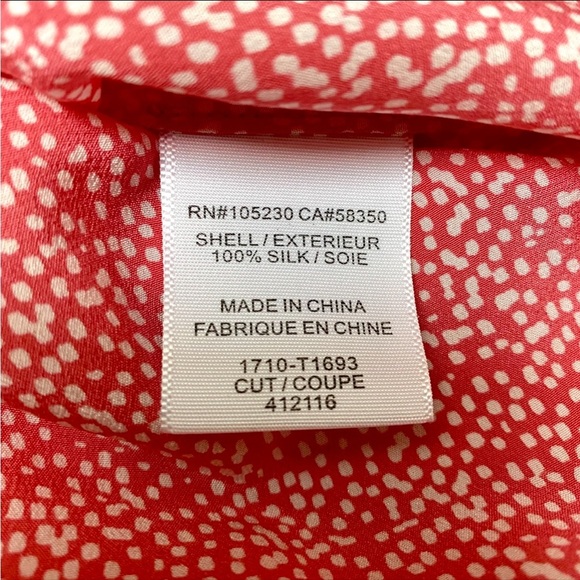 RN#105230 CA#58350
SHELL / EXTERIEUR
100% SILK / SOIE
MADE IN CHINA
FABRIQUE EN CHINE
1710-T1693
CUT / COUPE
412116